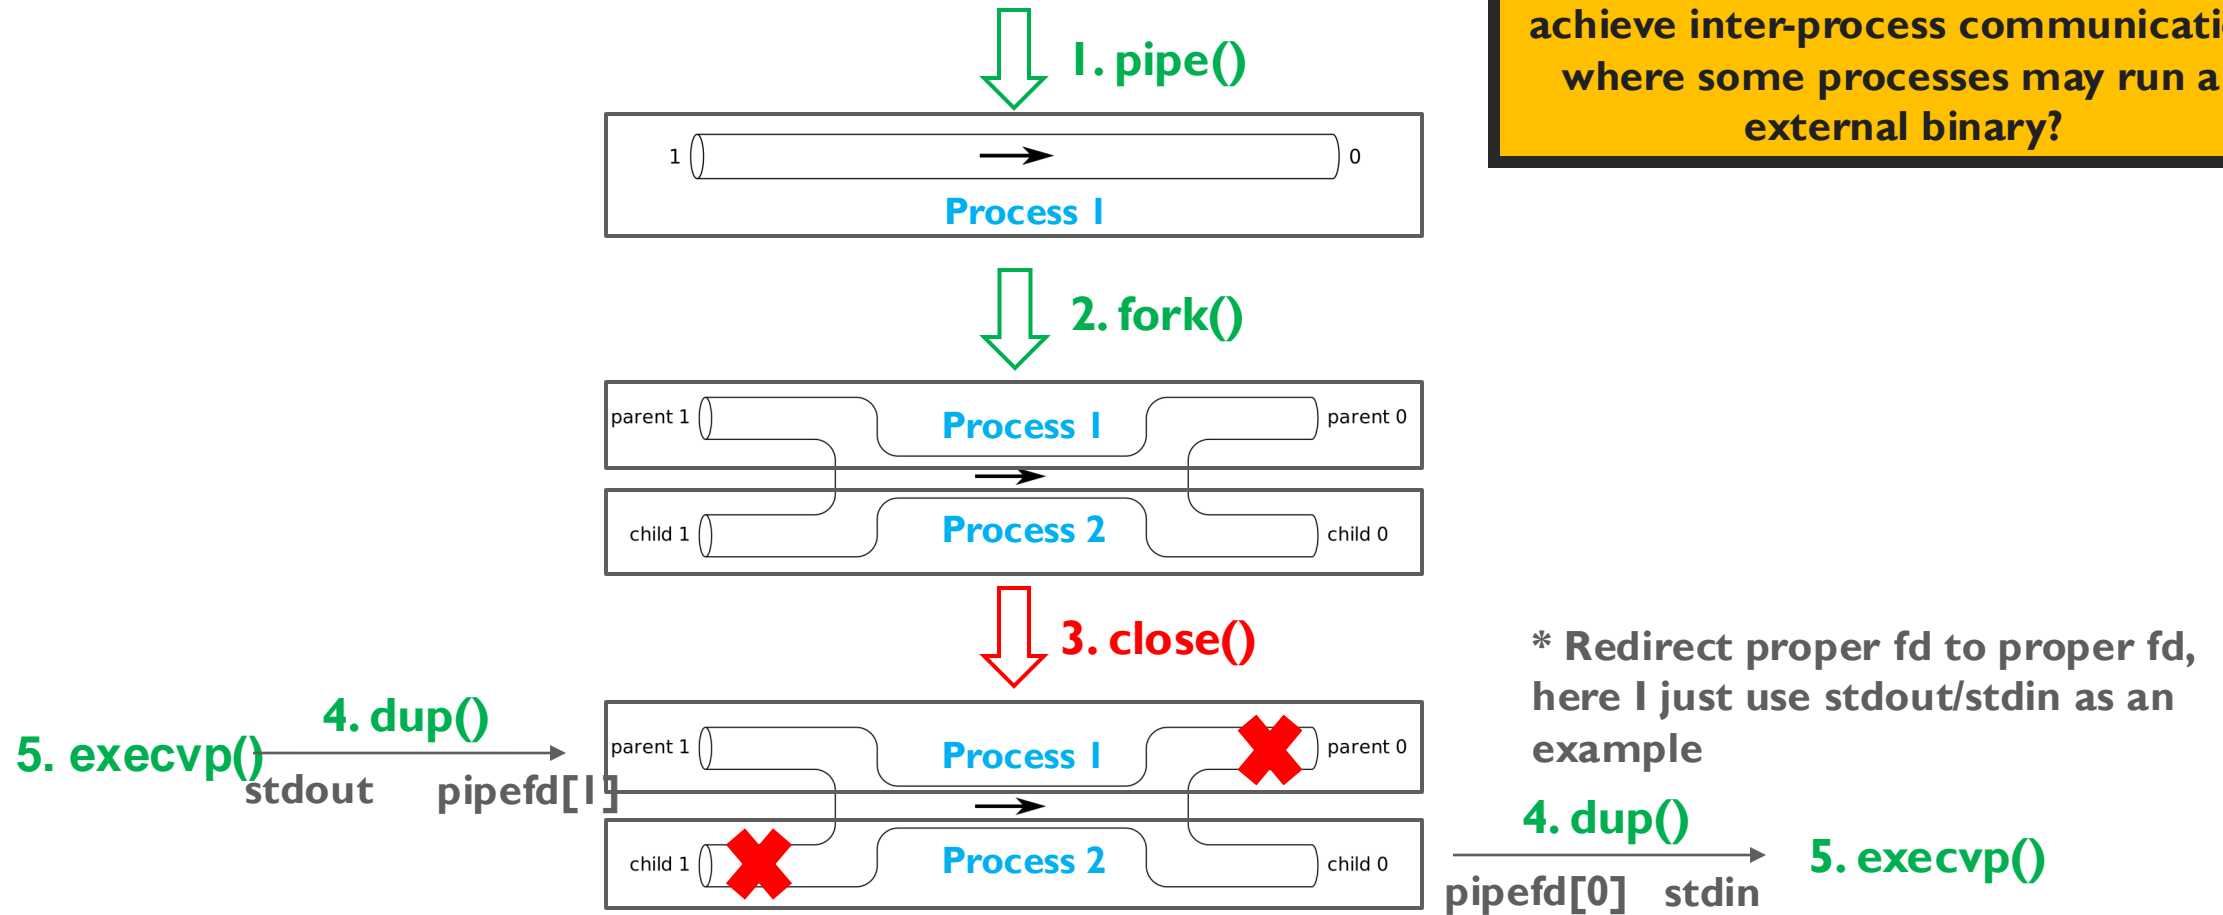 achieve inter-process communicati
where some processes may run a
external binary?
1. pipe()
1
0
Process 1
2. fork()
parent 1
Process 1
parent 0
child 1
Process 2
child 0
3. close()
* Redirect proper fd to proper fd,
here I just use stdout/stdin as an
example
4. dup()
5. execvp()
stdout
pipefd[1]
parent 1
Process 1
parent 0
child 1
Process 2
child 0
4. dup()
pipefd[0]
stdin
5. execvp()